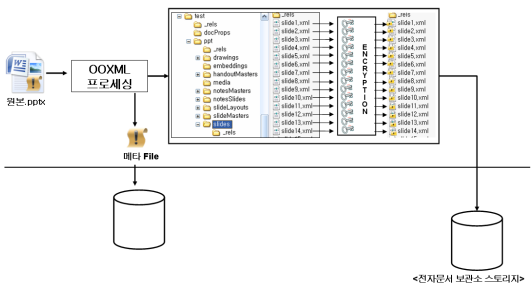 원본.pptx
OOXML
프로세싱
메타 File
test
_rels
docProps
ppt
_rels
drawings
embeddings
handoutMasters
media
notesMasters
notesSlides
slideLayouts
slideMasters
slides
_rels
_rels
slide1.xml
slide2.xml
slide3.xml
slide4.xml
slide5.xml
slide6.xml
slide7.xml
slide8.xml
slide9.xml
slide10.xml
slide11.xml
slide12.xml
slide13.xml
slide14.xml
ENCRYPTION
_rels
slide1.xml
slide2.xml
slide3.xml
slide4.xml
slide5.xml
slide6.xml
slide7.xml
slide8.xml
slide9.xml
slide10.xml
slide11.xml
slide12.xml
slide13.xml
slide14.xml
<전자문서 보관소 스토리지>